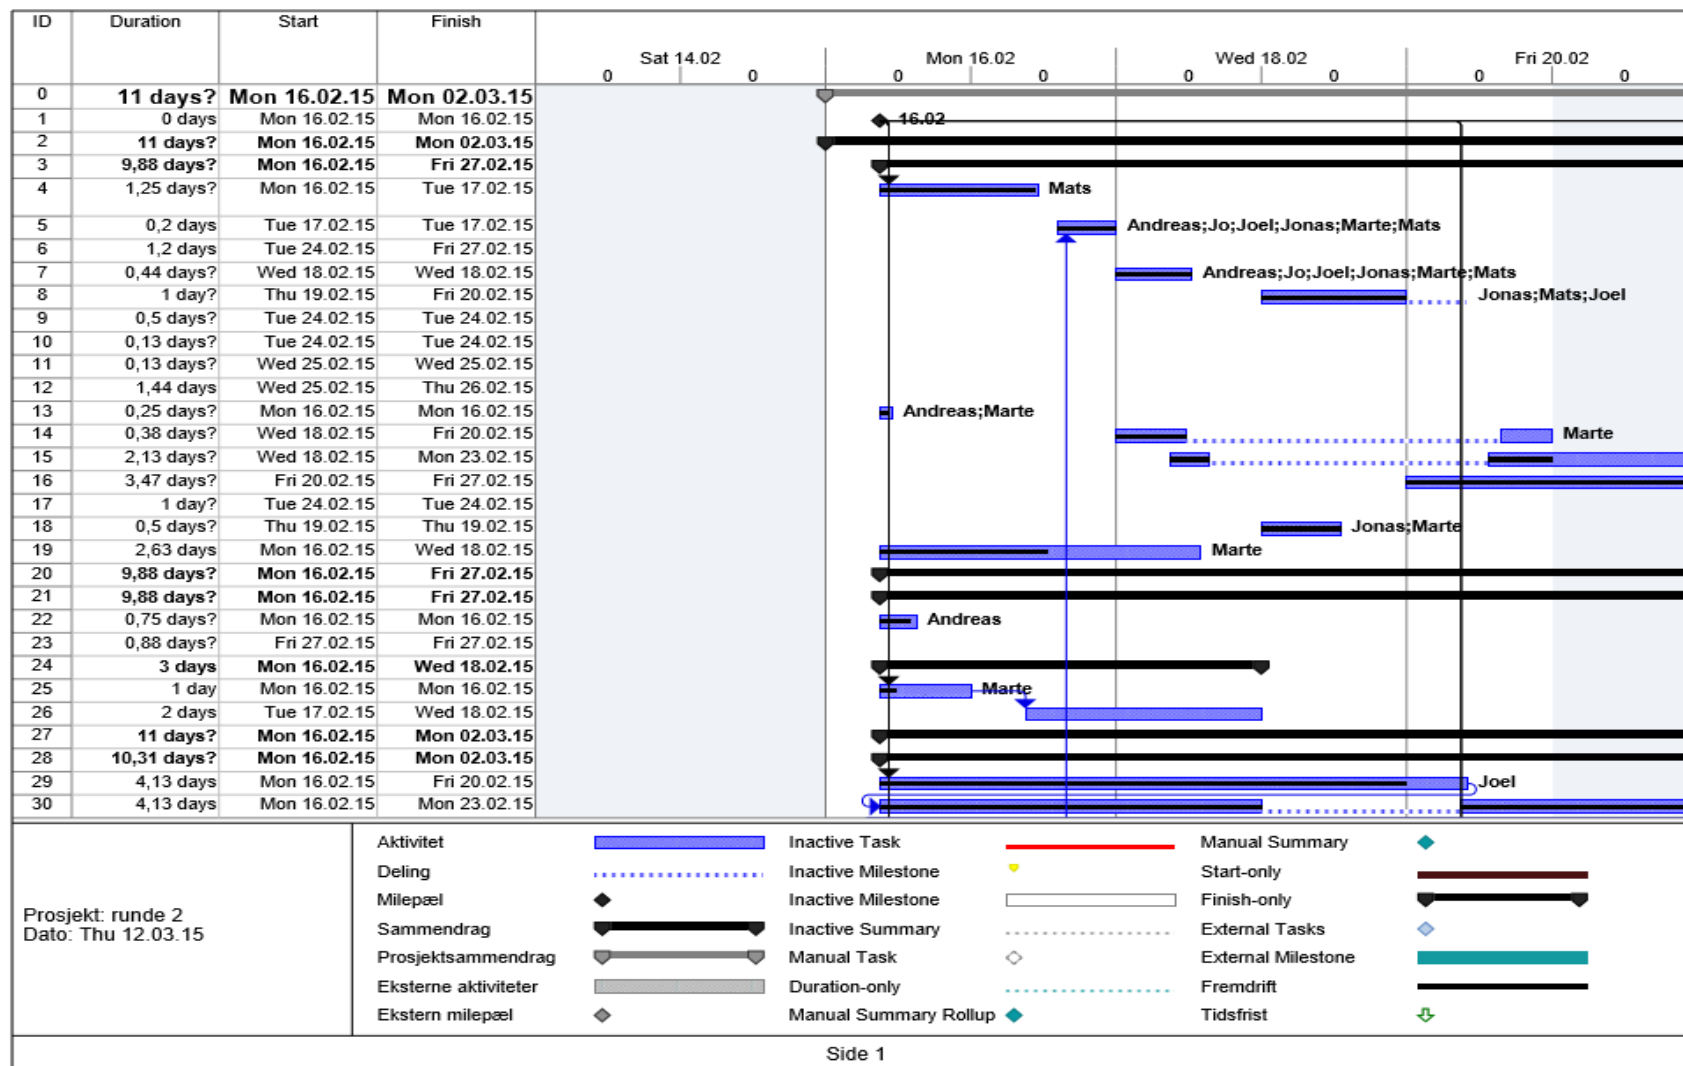 ID Duration Start Finish
Sat 14.02 Mon 16.02 Wed 18.02 Fri 20.02
0 0 0 0 0 0 0 0
0 11 days? Mon 16.02.15 Mon 02.03.15
1 0 days Mon 16.02.15 Mon 16.02.15 16.02
2 11 days? Mon 16.02.15 Mon 02.03.15
3 9,88 days? Mon 16.02.15 Fri 27.02.15
4 1,25 days? Mon 16.02.15 Tue 17.02.15 Mats
5 0,2 days Tue 17.02.15 Tue 17.02.15 Andreas;Jo;Joel;Jonas;Marte;Mats
6 1,2 days Tue 24.02.15 Fri 27.02.15
7 0,44 days? Wed 18.02.15 Wed 18.02.15 Andreas;Jo;Joel;Jonas;Marte;Mats
8 1 day? Thu 19.02.15 Fri 20.02.15 Jonas;Mats;Joel
9 0,5 days? Tue 24.02.15 Tue 24.02.15
10 0,13 days? Tue 24.02.15 Tue 24.02.15
11 0,13 days? Wed 25.02.15 Wed 25.02.15
12 1,44 days Wed 25.02.15 Thu 26.02.15
13 0,25 days? Mon 16.02.15 Mon 16.02.15 Andreas;Marte
14 0,38 days? Wed 18.02.15 Fri 20.02.15 Marte
15 2,13 days? Wed 18.02.15 Mon 23.02.15
16 3,47 days? Fri 20.02.15 Fri 27.02.15
17 1 day? Tue 24.02.15 Tue 24.02.15
18 0,5 days? Thu 19.02.15 Thu 19.02.15 Jonas;Marte
19 2,63 days Mon 16.02.15 Wed 18.02.15 Marte
20 9,88 days? Mon 16.02.15 Fri 27.02.15
21 9,88 days? Mon 16.02.15 Fri 27.02.15
22 0,75 days? Mon 16.02.15 Mon 16.02.15 Andreas
23 0,88 days? Fri 27.02.15 Fri 27.02.15
24 3 days Mon 16.02.15 Wed 18.02.15
25 1 day Mon 16.02.15 Mon 16.02.15 Marte
26 2 days Tue 17.02.15 Wed 18.02.15
27 11 days? Mon 16.02.15 Mon 02.03.15
28 10,31 days? Mon 16.02.15 Mon 02.03.15
29 4,13 days Mon 16.02.15 Fri 20.02.15 Joel
30 4,13 days Mon 16.02.15 Mon 23.02.15
Prosjekt: runde 2
Dato: Thu 12.03.15
Aktivitet Inactive Task Manual Summary
Deling Inactive Milestone Start-only
Milepæl Inactive Milestone Finish-only
Sammendrag Inactive Summary External Tasks
Prosjektsammendrag Manual Task External Milestone
Eksterne aktiviteter Duration-only Fremdrift
Ekstern milepæl Manual Summary Rollup Tidsfrist
Side 1